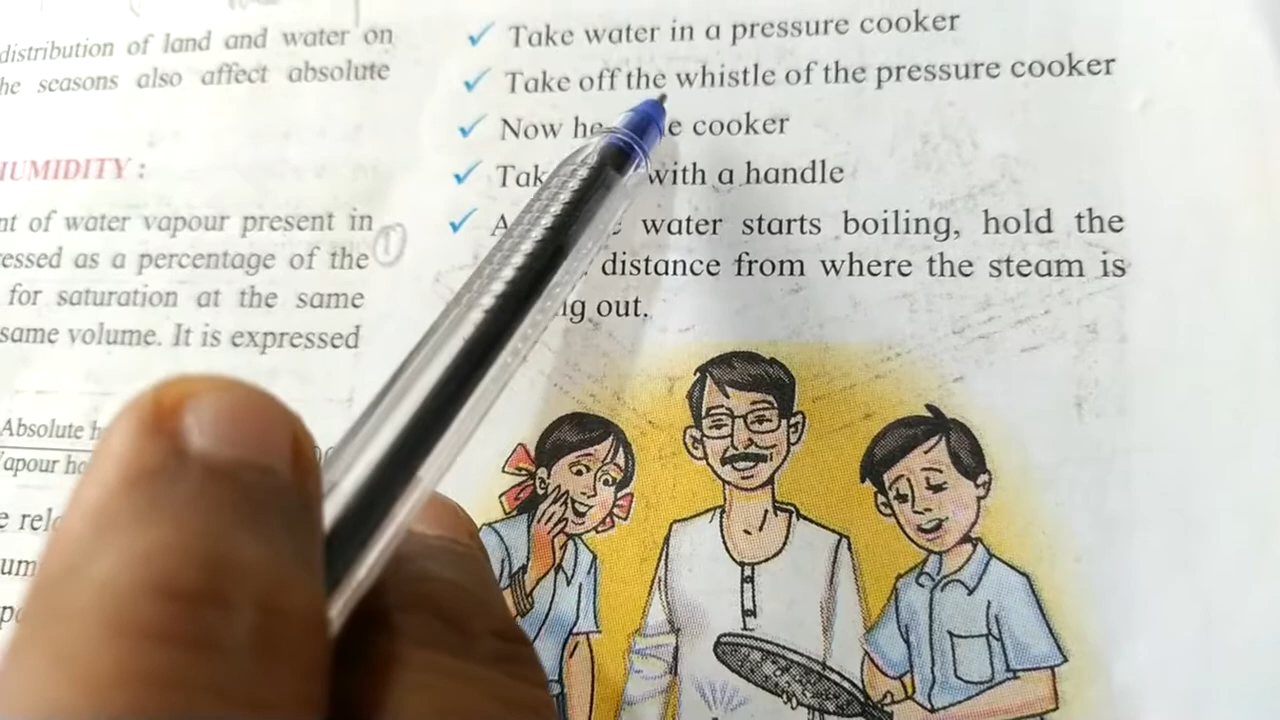 distribution of land and water on
he seasons also affect absolute
UMIDITY :
nt of water vapour present in
essed as a percentage of the
for saturation at the same
same volume. It is expressed
Absolute h
apour
e rel
um
✓ Take water in a pressure cooker
✓ Take off the whistle of the pressure cooker
✓ Now he e cooker
✓ Tak with a handle
✓ A water starts boiling, hold the
distance from where the steam is
g out.
①